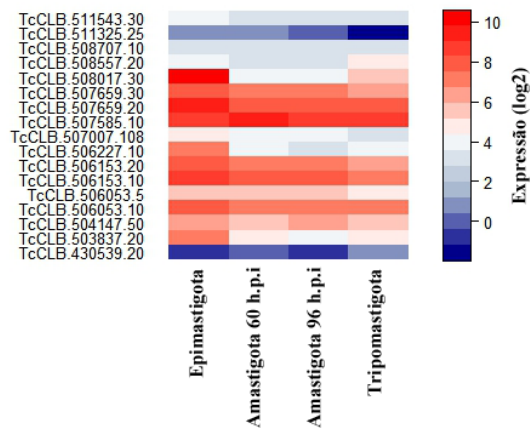 TcCLB.511543.30
TcCLB.511325.25
TcCLB.508707.10
TcCLB.508557.20
TcCLB.508017.30
TcCLB.507659.30
TcCLB.507659.20
TcCLB.507585.10
TcCLB.507007.108
TcCLB.506227.10
TcCLB.506153.20
TcCLB.506153.10
TcCLB.506053.5
TcCLB.506053.10
TcCLB.504147.50
TcCLB.503837.20
TcCLB.430539.20
Epimastigota
Amastigota 60 h.p.i
Amastigota 96 h.p.i
Tripomastigota
10
8
6
4
2
0
Expressão (log2)